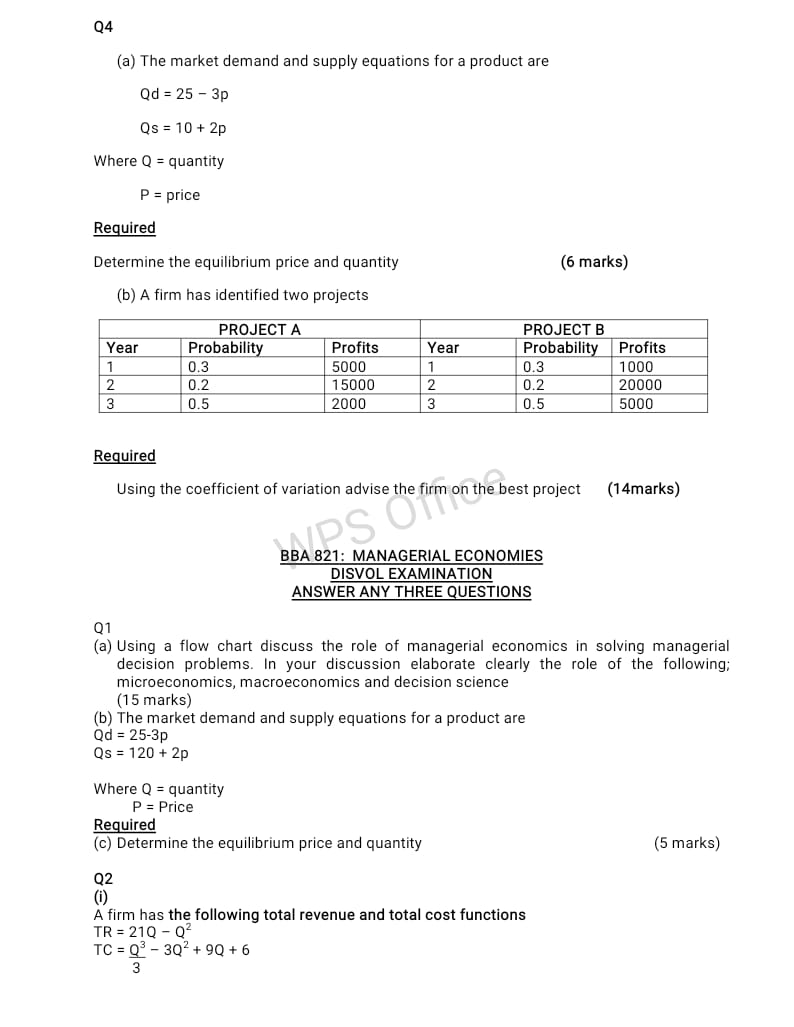 Q4
(a) The market demand and supply equations for a product are
Qd = 25 – 3p
Qs = 10 + 2p
Where Q = quantity
P = price
Required
Determine the equilibrium price and quantity (6 marks)
(b) A firm has identified two projects
PROJECT A PROJECT B
Year Probability Profits Year Probability Profits
1 0.3 5000 1 0.3 1000
2 0.2 15000 2 0.2 20000
3 0.5 2000 3 0.5 5000
Required
Using the coefficient of variation advise the firm on the best project (14marks)
WPS Office
BBA 821: MANAGERIAL ECONOMIES
DISVOL EXAMINATION
ANSWER ANY THREE QUESTIONS
Q1
(a) Using a flow chart discuss the role of managerial economics in solving managerial
decision problems. In your discussion elaborate clearly the role of the following;
microeconomics, macroeconomics and decision science
(15 marks)
(b) The market demand and supply equations for a product are
Qd = 25-3p
Qs = 120 + 2p
Where Q = quantity
P = Price
Required
(c) Determine the equilibrium price and quantity (5 marks)
Q2
(i)
A firm has the following total revenue and total cost functions
TR = 21Q – Q²
TC = Q³ – 3Q² + 9Q + 6
3